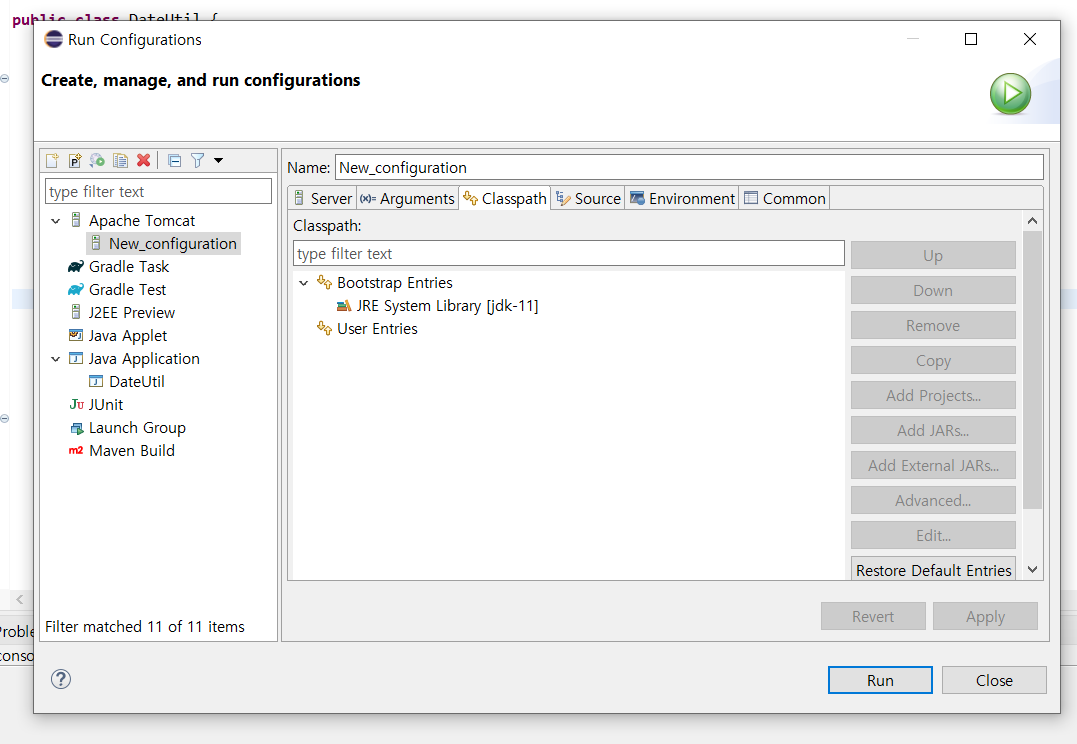 public class DateUtil {
Run Configurations
Create, manage, and run configurations
type filter text
Apache Tomcat
New_configuration
Gradle Task
Gradle Test
J2EE Preview
Java Applet
Java Application
DateUtil
JUnit
Launch Group
Maven Build
Filter matched 11 of 11 items
Name: New_configuration
Server Arguments Classpath Source Environment Common
Classpath:
type filter text
Bootstrap Entries
JRE System Library [jdk-11]
User Entries
Up
Down
Remove
Copy
Add Projects...
Add JARs...
Add External JARs...
Advanced...
Edit...
Restore Default Entries
Revert Apply
Run Close